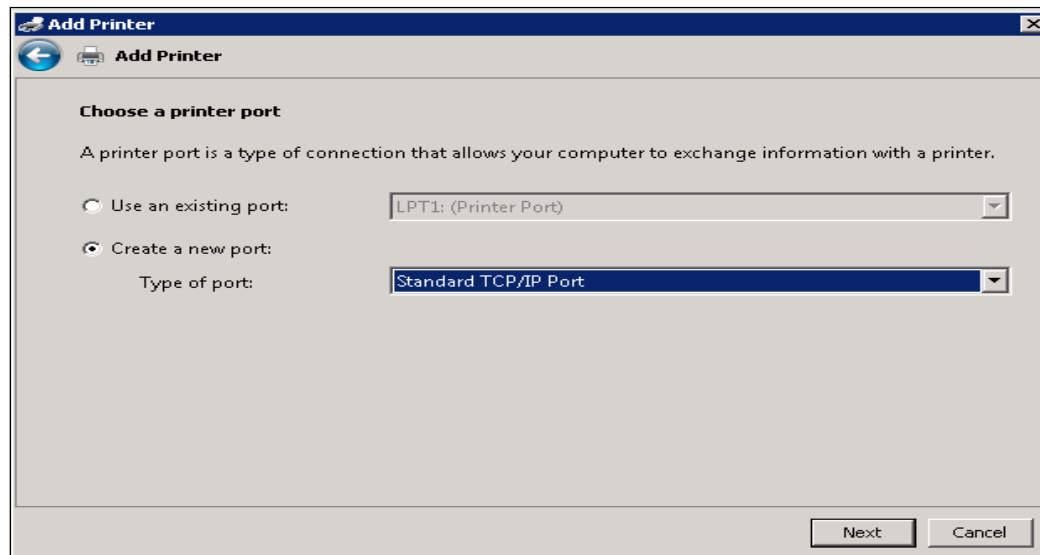 Add Printer
Add Printer
Choose a printer port
A printer port is a type of connection that allows your computer to exchange information with a printer.
Use an existing port: LPT1: (Printer Port)
Create a new port:
Type of port: Standard TCP/IP Port
Next Cancel